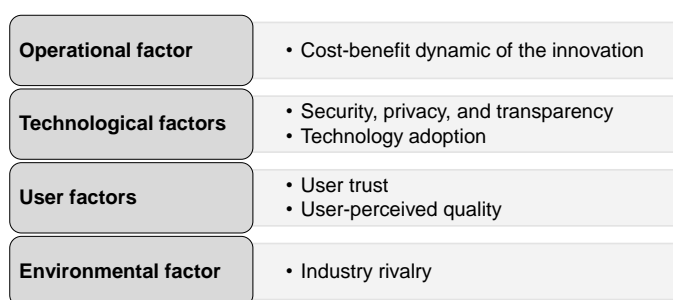 Operational factor
• Cost-benefit dynamic of the innovation
Technological factors
• Security, privacy, and transparency
• Technology adoption
User factors
• User trust
• User-perceived quality
Environmental factor
• Industry rivalry